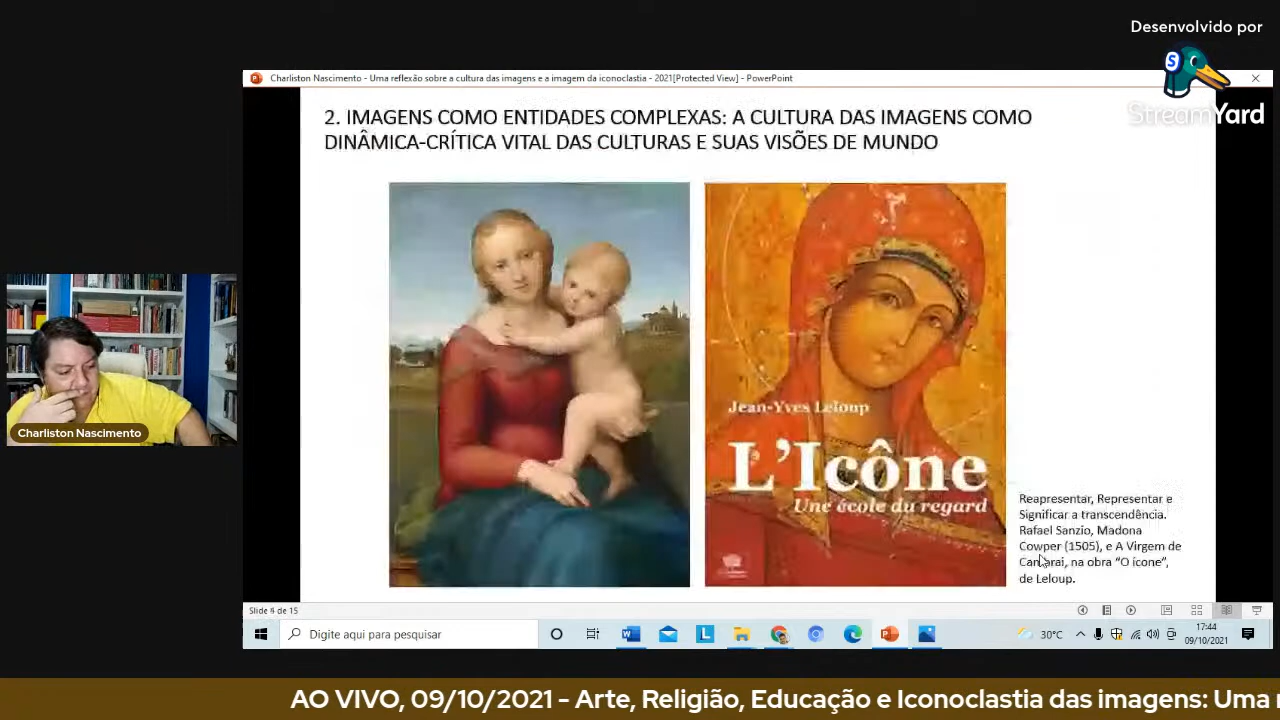 Desenvolvido por
StreamYard
Charliston Nascimento - Uma reflexão sobre a cultura das imagens e a imagem da iconoclastia - 2021[Protected View] - PowerPoint
2. IMAGENS COMO ENTIDADES COMPLEXAS: A CULTURA DAS IMAGENS COMO
DINÂMICA-CRÍTICA VITAL DAS CULTURAS E SUAS VISÕES DE MUNDO
Jean-Yves Leloup
L'Icône
Une école du regard
Reapresentar, Representar e
Significar a transcendência.
Rafael Sanzio, Madona
Cowper (1505), e A Virgem de
na obra "O ícone",
de Leloup.
Charliston Nascimento
Slide 4 de 15
Digite aqui para pesquisar
30°C
17:44
09/10/2021
AO VIVO, 09/10/2021 - Arte, Religião, Educação e Iconoclastia das imagens: Uma